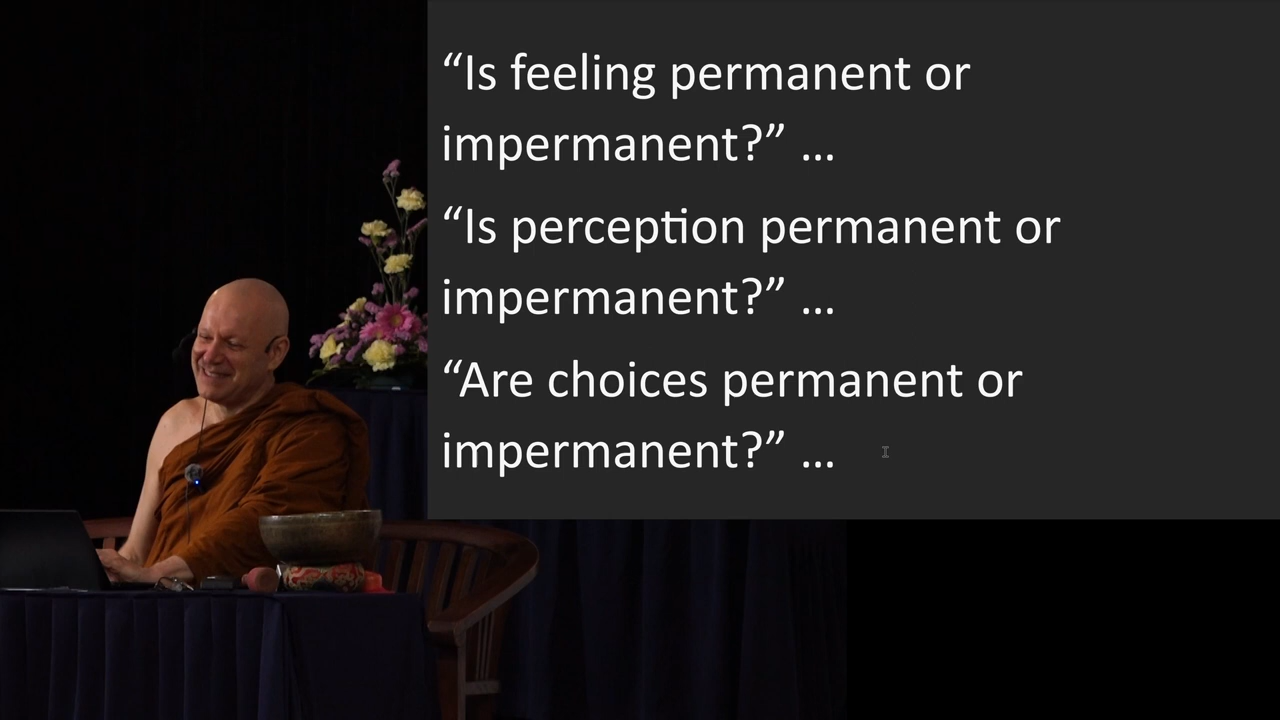 “Is feeling permanent or
impermanent?” ...
“Is perception permanent or
impermanent?” ...
“Are choices permanent or
impermanent?” ...